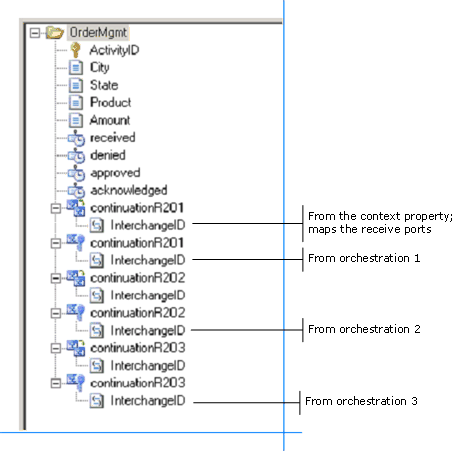 OrderMgmt
ActivityID
City
State
Product
Amount
received
denied
approved
acknowledged
continuationR201
InterchangeID
From the context property;
maps the receive ports
continuationR201
InterchangeID
From orchestration 1
continuationR202
InterchangeID
continuationR202
InterchangeID
From orchestration 2
continuationR203
InterchangeID
continuationR203
InterchangeID
From orchestration 3